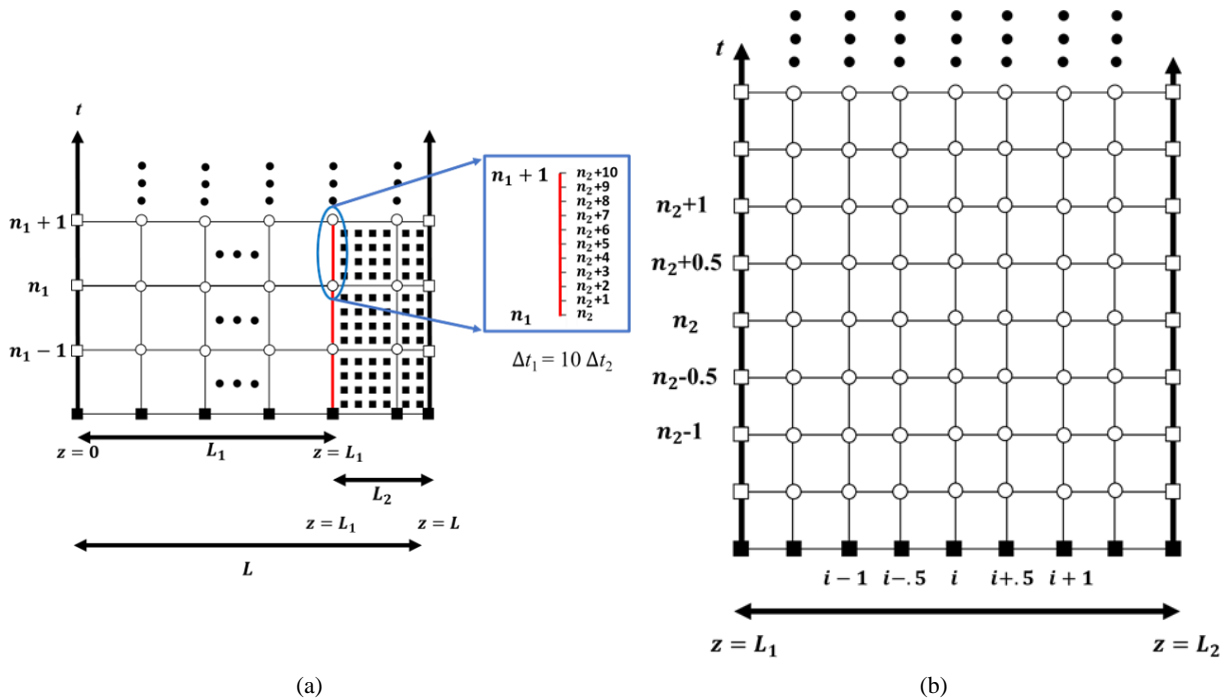 t
n₁ + 1
n₁
n₁ − 1
z = 0
L₁
z = L₁
L₂
z = L₁
z = L
L
n₁ + 1
n₂+10
n₂+9
n₂+8
n₂+7
n₂+6
n₂+5
n₂+4
n₂+3
n₂+2
n₂+1
n₁
n₂
Δt₁ = 10 Δt₂
(a)
t
n₂+1
n₂+0.5
n₂
n₂-0.5
n₂-1
i − 1 i−.5 i i+.5 i + 1
z = L₁
z = L₂
(b)